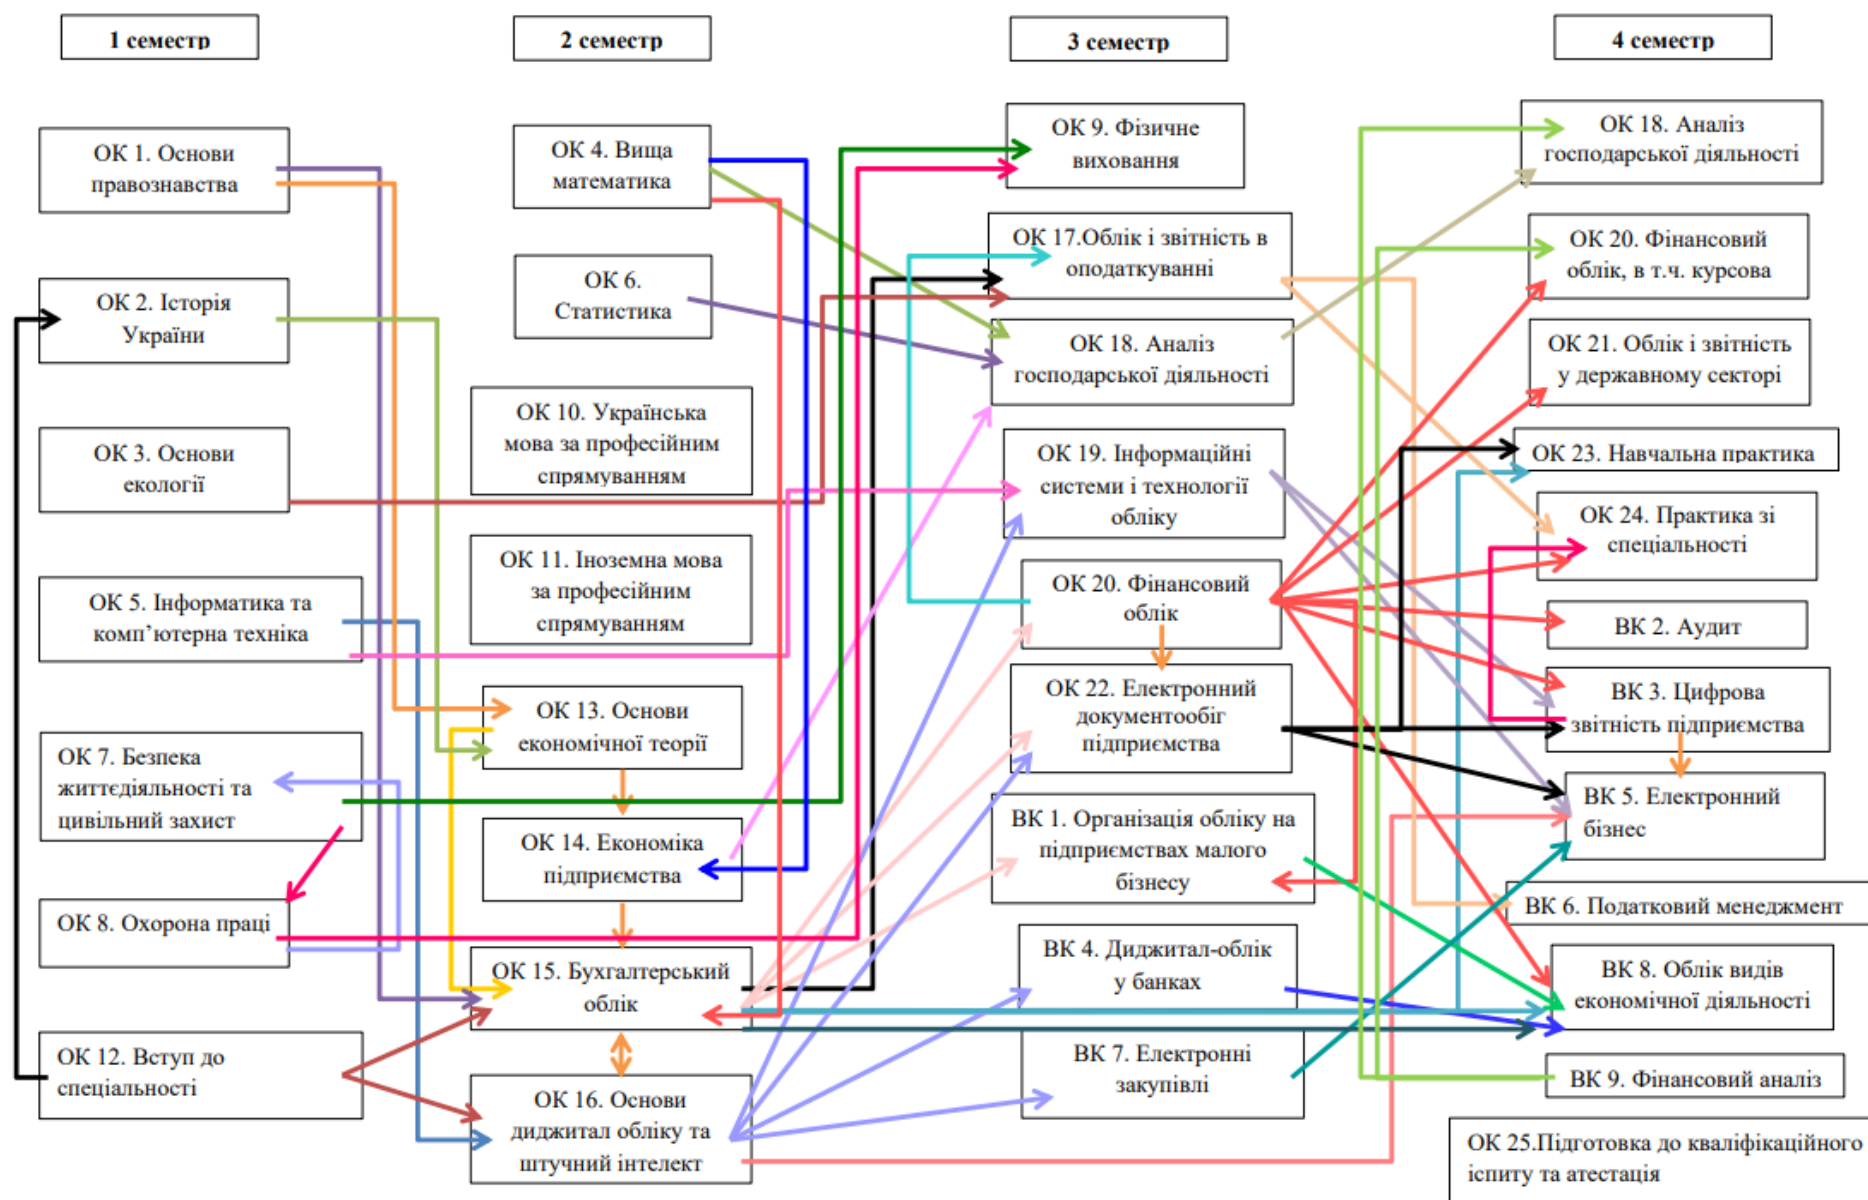 1 семестр
2 семестр
3 семестр
4 семестр
ОК 1. Основи
правознавства
ОК 2. Історія
України
ОК 3. Основи
екології
ОК 5. Інформатика та
комп’ютерна техніка
ОК 7. Безпека
життєдіяльності та
цивільний захист
ОК 8. Охорона праці
ОК 12. Вступ до
спеціальності
ОК 4. Вища
математика
ОК 6.
Статистика
ОК 10. Українська
мова за професійним
спрямуванням
ОК 11. Іноземна мова
за професійним
спрямуванням
ОК 13. Основи
економічної теорії
ОК 14. Економіка
підприємства
ОК 15. Бухгалтерський
облік
ОК 16. Основи
диджитал обліку та
штучний інтелект
ОК 9. Фізичне
виховання
ОК 17.Облік і звітність в
оподаткуванні
ОК 18. Аналіз
господарської діяльності
ОК 19. Інформаційні
системи і технології
обліку
ОК 20. Фінансовий
облік
ОК 22. Електронний
документообіг
підприємства
ВК 1. Організація обліку на
підприємствах малого
бізнесу
ВК 4. Диджитал-облік
у банках
ВК 7. Електронні
закупівлі
ОК 18. Аналіз
господарської діяльності
ОК 20. Фінансовий
облік, в т.ч. курсова
ОК 21. Облік і звітність
у державному секторі
ОК 23. Навчальна практика
ОК 24. Практика зі
спеціальності
ВК 2. Аудит
ВК 3. Цифрова
звітність підприємства
ВК 5. Електронний
бізнес
ВК 6. Податковий менеджмент
ВК 8. Облік видів
економічної діяльності
ВК 9. Фінансовий аналіз
ОК 25.Підготовка до кваліфікаційного
іспиту та атестація